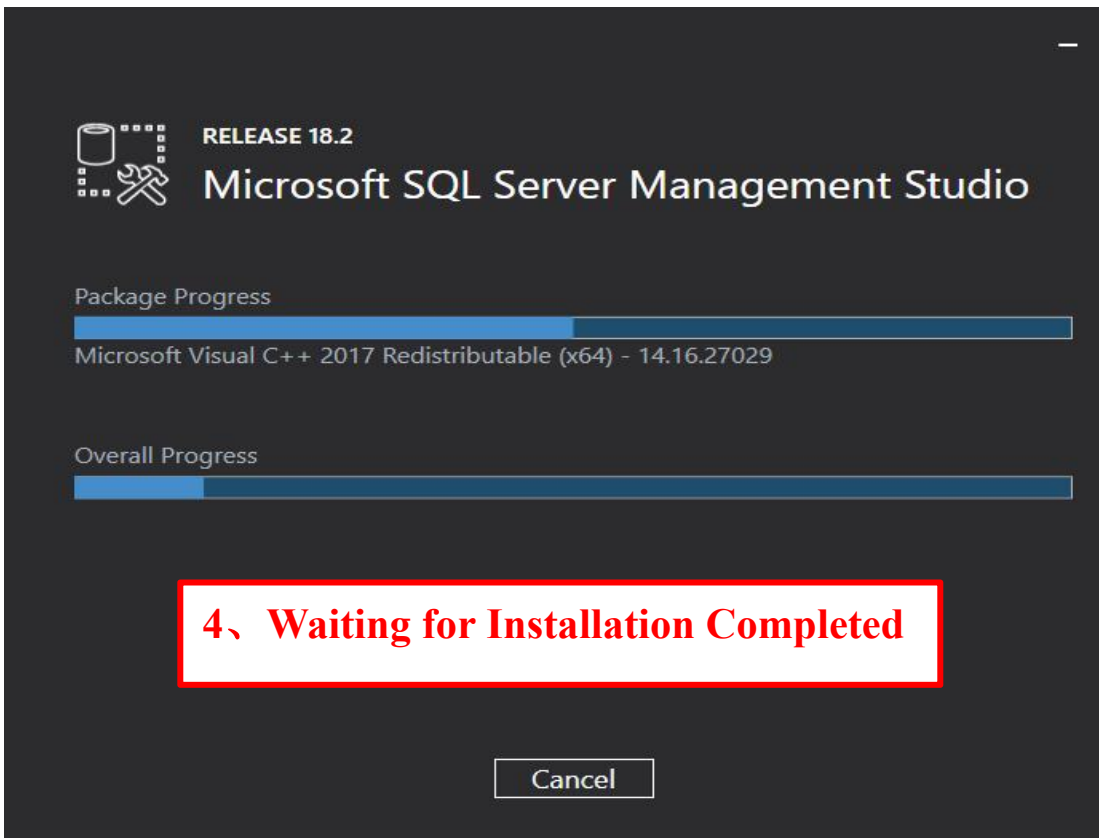 RELEASE 18.2
Microsoft SQL Server Management Studio
Package Progress
Microsoft Visual C++ 2017 Redistributable (x64) - 14.16.27029
Overall Progress
4、Waiting for Installation Completed
Cancel